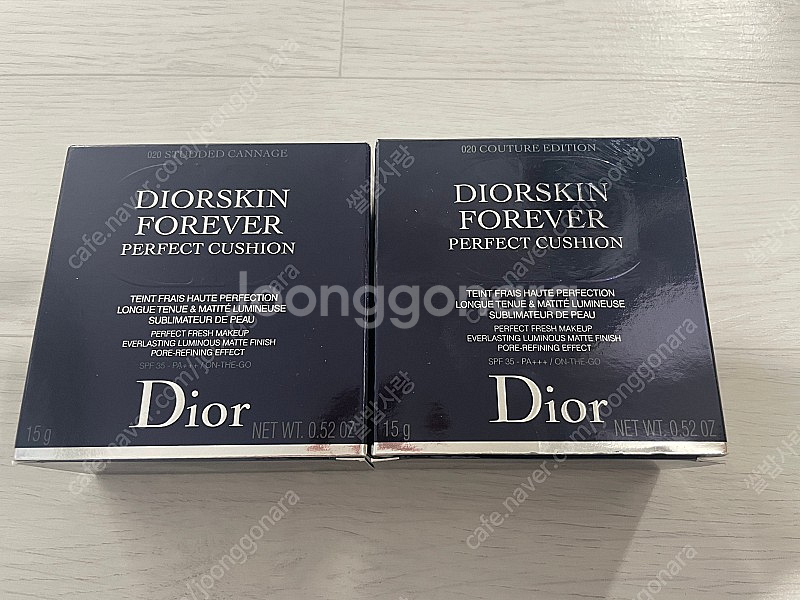 020 STUDDED CANNAGE
DIORSKIN
FOREVER
PERFECT CUSHION
TEINT FRAIS HAUTE PERFECTION
LONGUE TENUE & MATITÉ LUMINEUSE
SUBLIMATEUR DE PEAU
PERFECT FRESH MAKEUP
EVERLASTING LUMINOUS MATTE FINISH
PORE-REFINING EFFECT
SPF 35 - PA+++ / ON-THE-GO
Dior
15 g NET WT. 0.52 OZ
020 COUTURE EDITION
DIORSKIN
FOREVER
PERFECT CUSHION
TEINT FRAIS HAUTE PERFECTION
LONGUE TENUE & MATITÉ LUMINEUSE
SUBLIMATEUR DE PEAU
PERFECT FRESH MAKEUP
EVERLASTING LUMINOUS MATTE FINISH
PORE-REFINING EFFECT
SPF 35 - PA+++ / ON-THE-GO
Dior
15 g NET WT. 0.52 OZ
Joonggonara
cafe.naver.com/joonggonara
쌀밥사랑